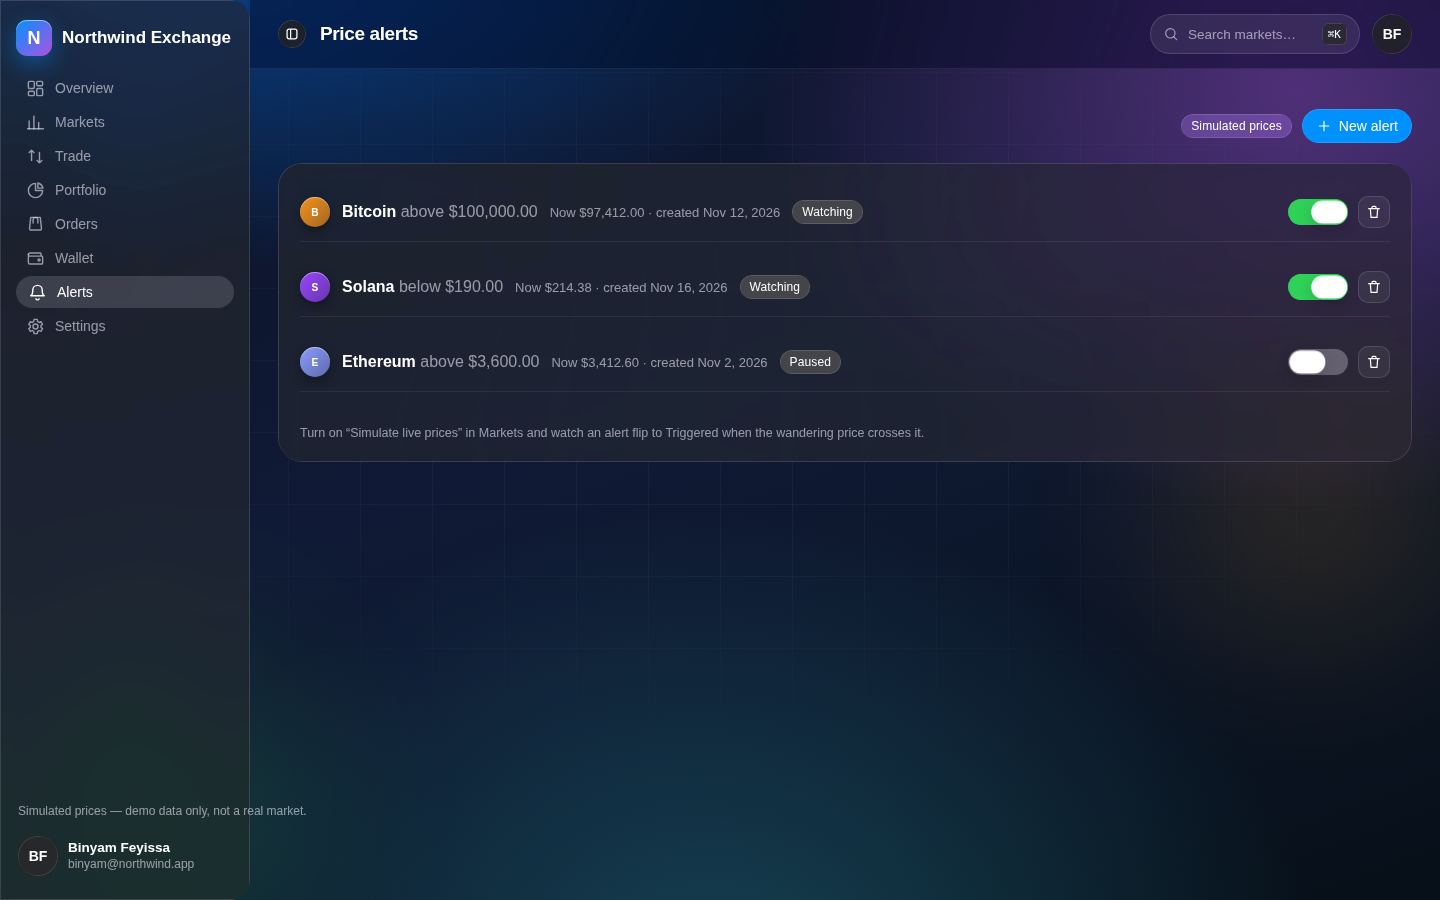 N Northwind Exchange
Overview
Markets
Trade
Portfolio
Orders
Wallet
Alerts
Settings
Simulated prices — demo data only, not a real market.
BF Binyam Feyissa
binyam@northwind.app
Price alerts
Search markets… ⌘K BF
Simulated prices New alert
B Bitcoin above $100,000.00 Now $97,412.00 · created Nov 12, 2026 Watching
S Solana below $190.00 Now $214.38 · created Nov 16, 2026 Watching
E Ethereum above $3,600.00 Now $3,412.60 · created Nov 2, 2026 Paused
Turn on “Simulate live prices” in Markets and watch an alert flip to Triggered when the wandering price crosses it.